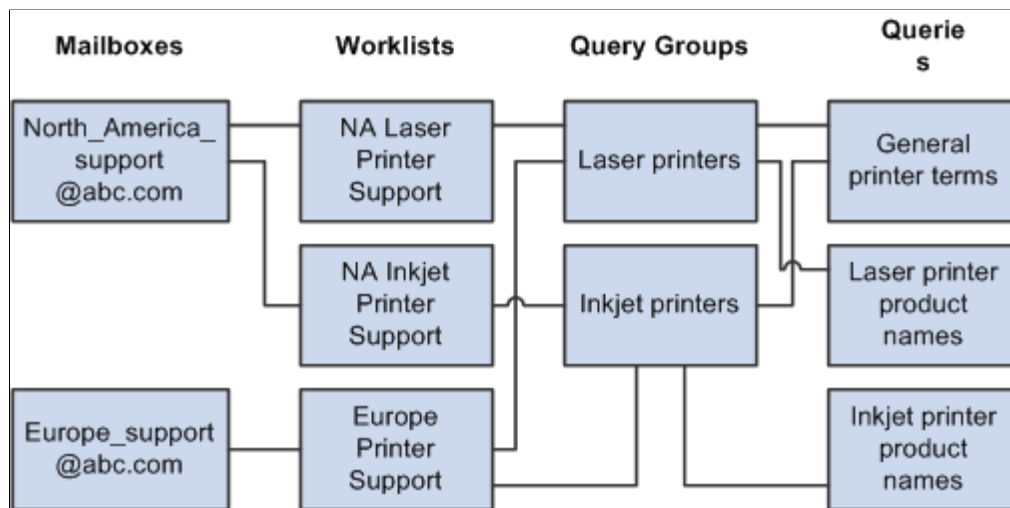 Mailboxes
Worklists
Query Groups
Querie
s
North_America_
support
@abc.com
NA Laser
Printer
Support
Laser printers
General
printer terms
NA Inkjet
Printer
Support
Inkjet printers
Laser printer
product
names
Europe_support
@abc.com
Europe
Printer
Support
Inkjet printer
product
names